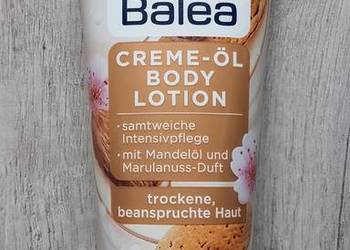 Balea
CREME-ÖL
BODY
LOTION
• samtweiche
Intensivpflege
• mit Mandelöl und
Marulanuss-Duft
trockene,
beanspruchte Haut